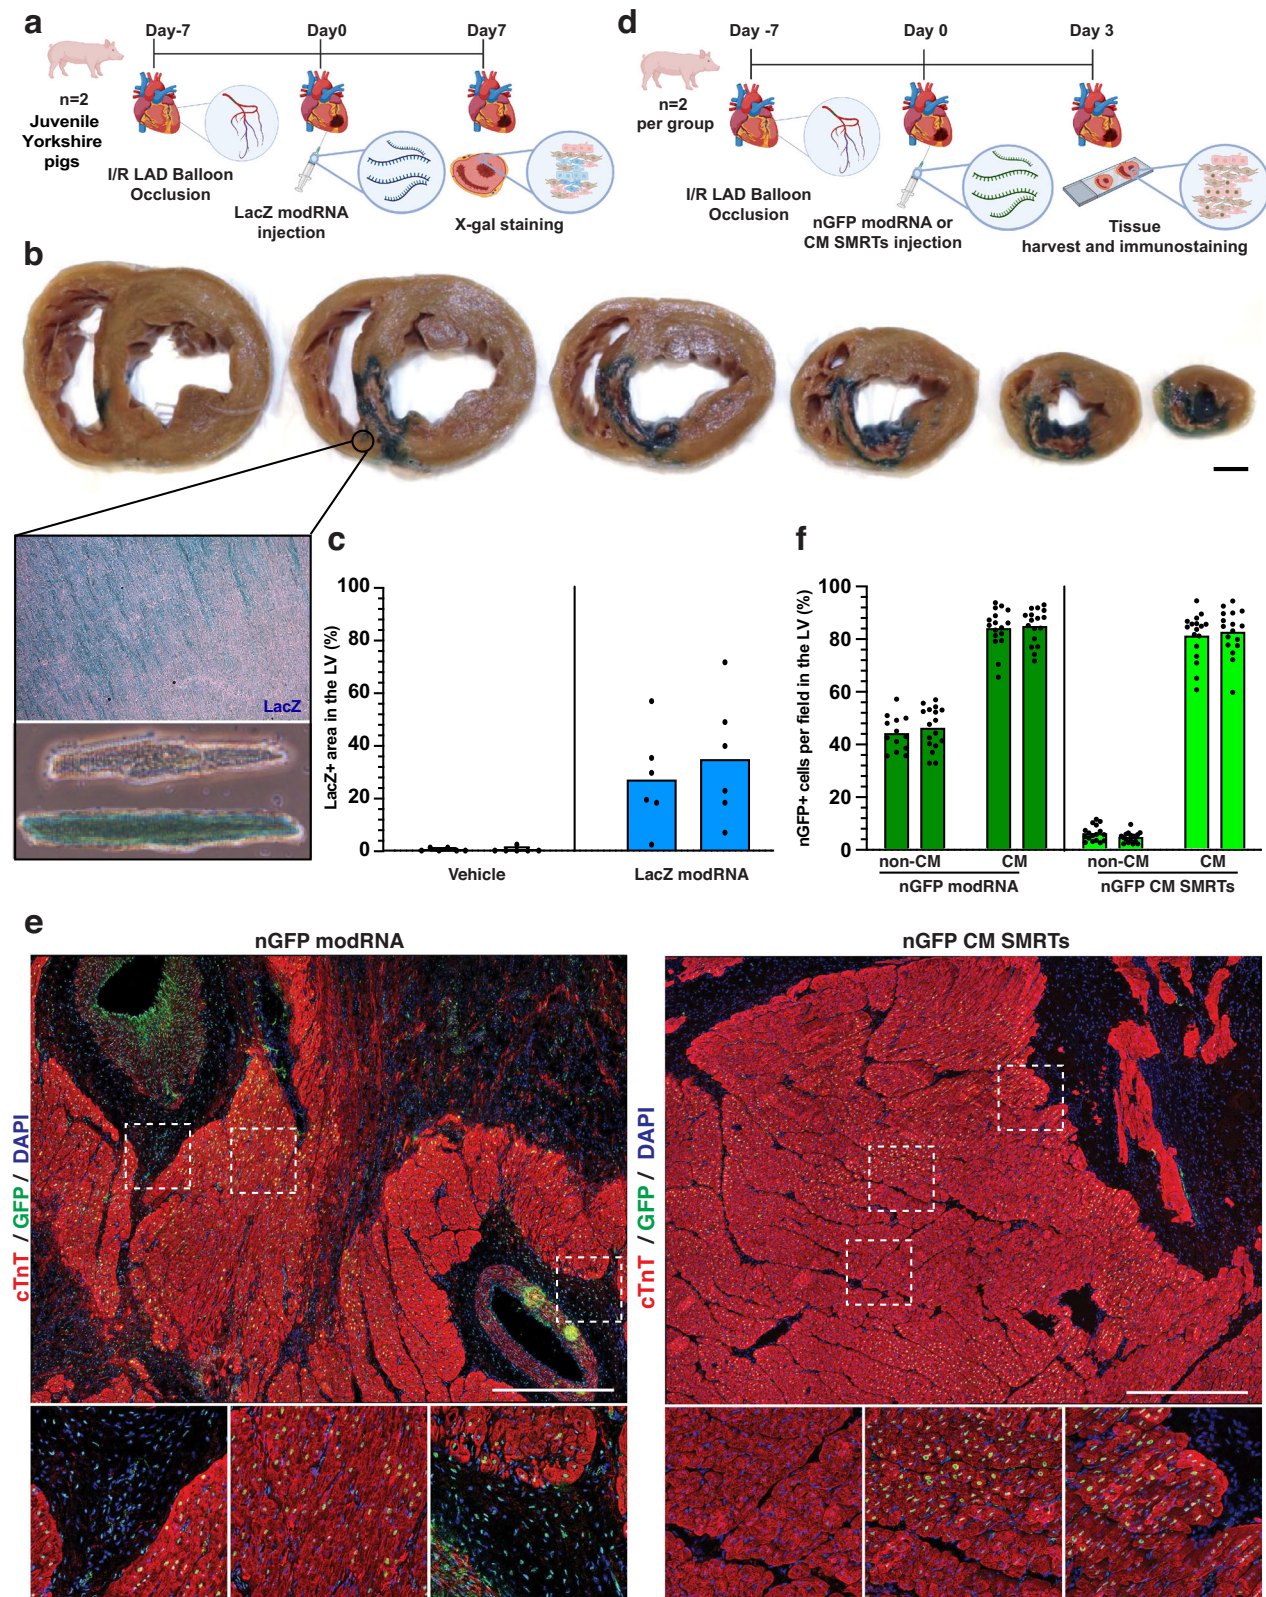 a
Day-7
Day0
Day7
n=2
Juvenile
Yorkshire
pigs
I/R LAD Balloon
Occlusion
LacZ modRNA
injection
X-gal staining
d
Day -7
Day 0
Day 3
n=2
per group
I/R LAD Balloon
Occlusion
nGFP modRNA or
CM SMRTs injection
Tissue
harvest and immunostaining
b
LacZ
c
LacZ+ area in the LV (%)
100
80
60
40
20
0
Vehicle
LacZ modRNA
f
nGFP+ cells per field in the LV (%)
100
80
60
40
20
0
non-CM
CM
non-CM
CM
nGFP modRNA
nGFP CM SMRTs
e
nGFP modRNA
nGFP CM SMRTs
cTnT / GFP / DAPI
cTnT / GFP / DAPI